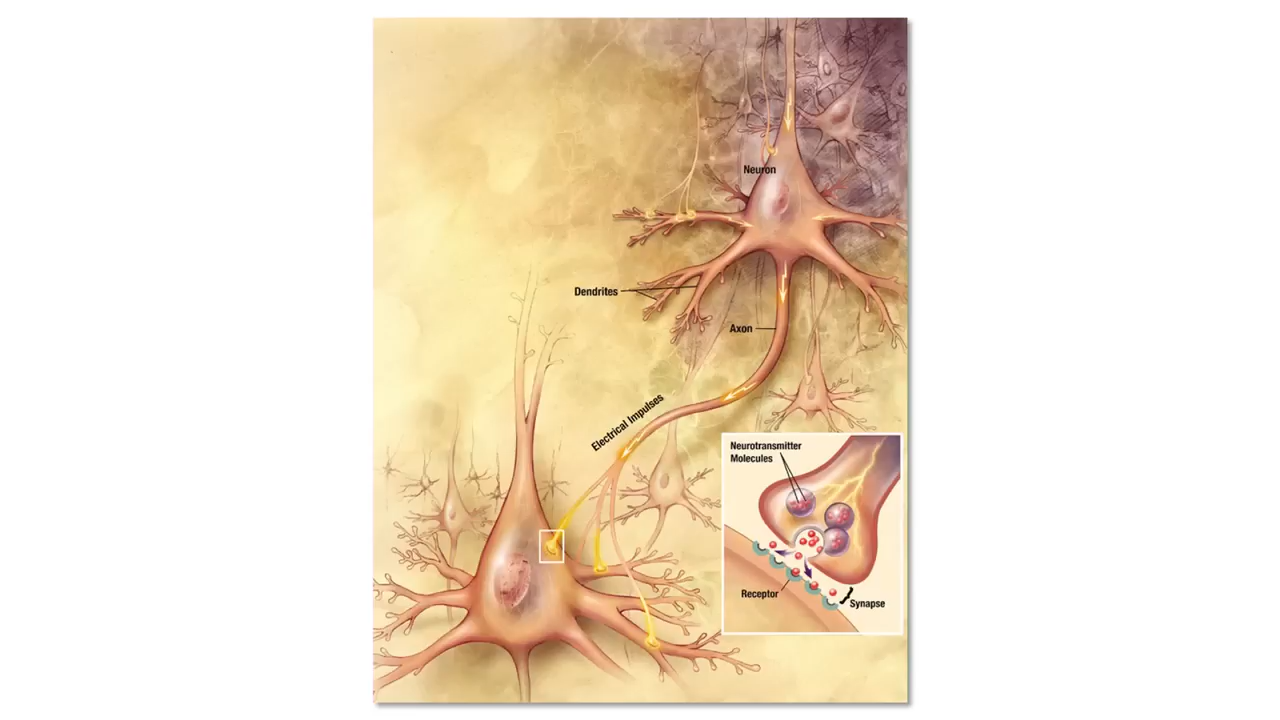 Neuron
Dendrites
Axon
Electrical Impulses
Neurotransmitter
Molecules
Receptor
Synapse